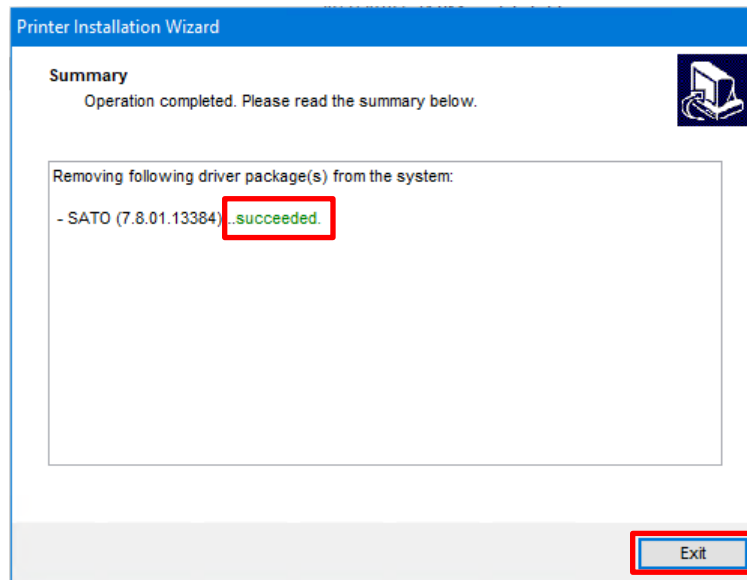 Printer Installation Wizard
Summary
Operation completed. Please read the summary below.
Removing following driver package(s) from the system:
- SATO (7.8.01.13384)...succeeded.
Exit